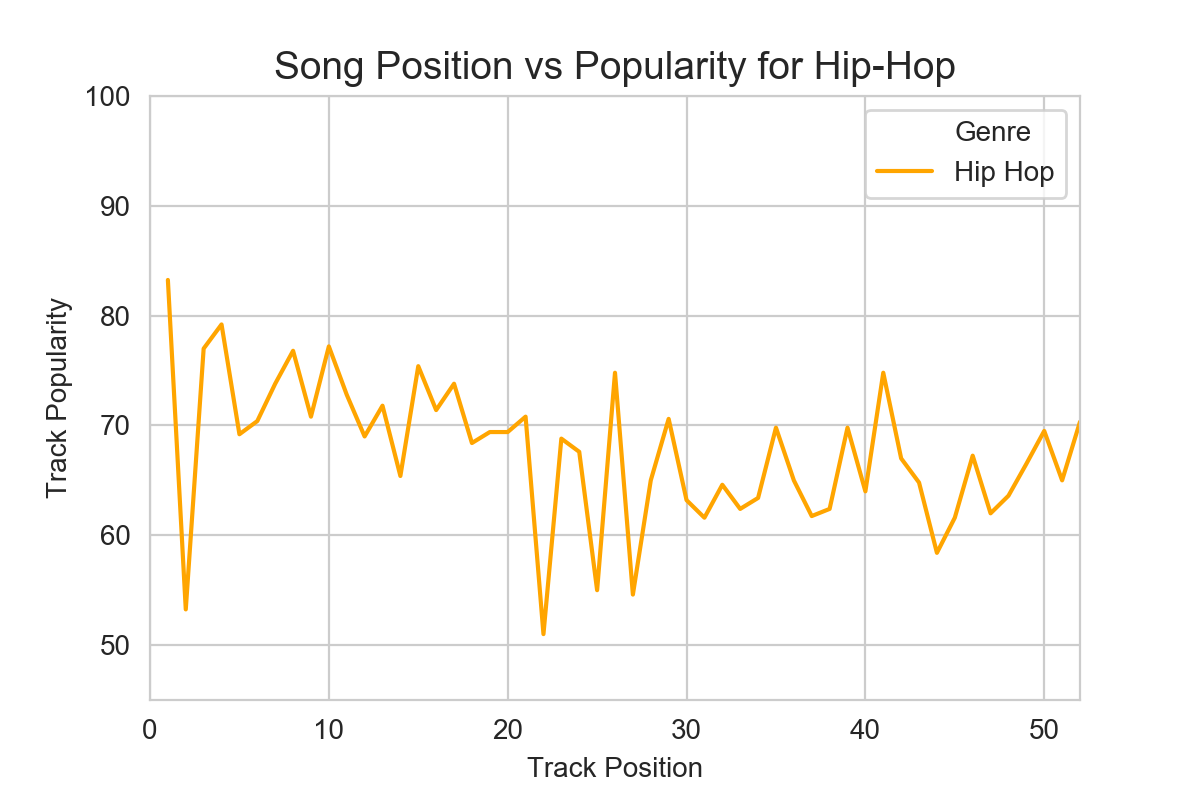 Song Position vs Popularity for Hip-Hop
100
90
80
70
60
50
Track Popularity
Genre
Hip Hop
0 10 20 30 40 50
Track Position